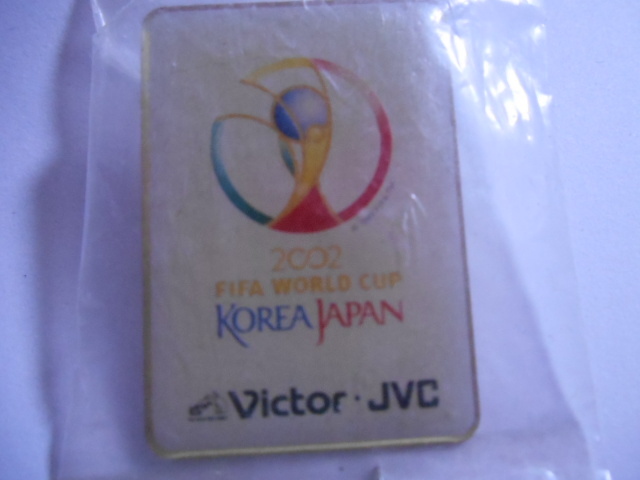 2002
FIFA WORLD CUP
KOREA JAPAN
Victor · JVC